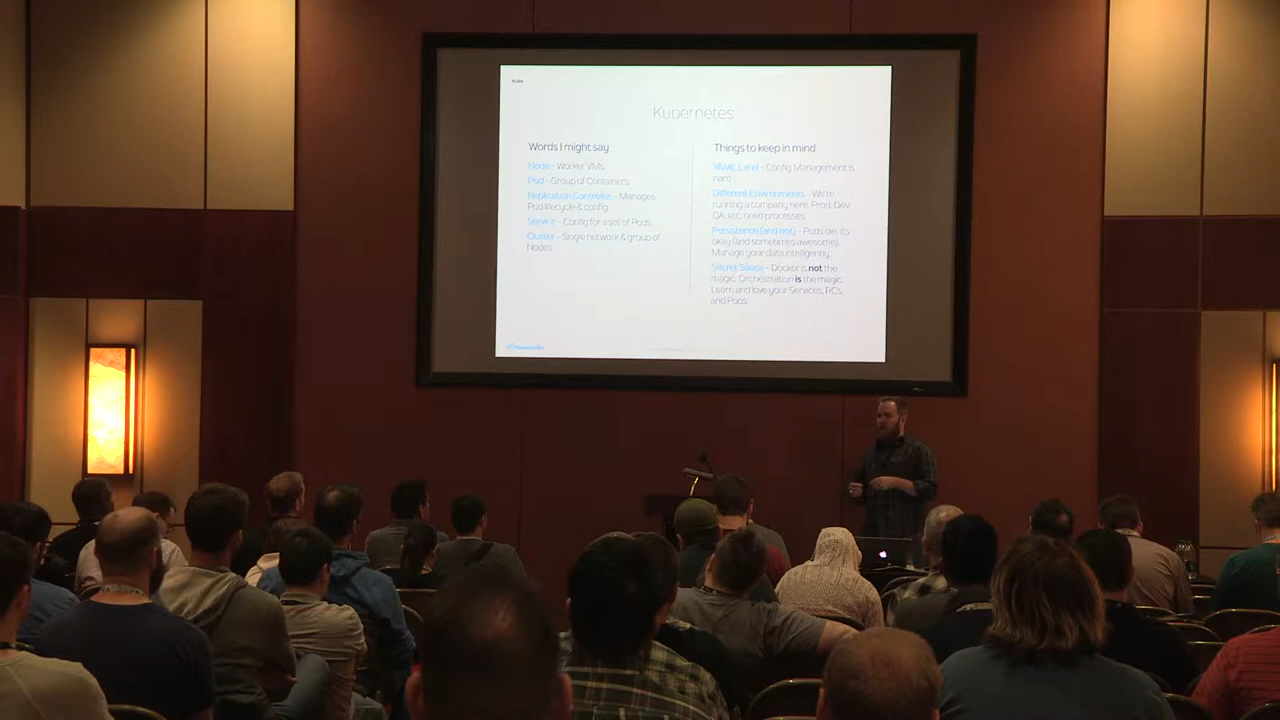 Kube
Kubernetes
Words I might say
Node - Worker VMs.
Pod - Group of Containers
Replication Controller - Manages
Pod lifecycle & config
Service - Config for a set of Pods
Cluster - Single network & group of
Nodes.
Things to keep in mind
YAML Land - Config Management is
hard
Different Environments - We're
running a company here. Prod, Dev,
QA, etc. need processes
Persistance (and not) - Pods die, its
okay (and sometimes awesome).
Manage your data intelligently.
Secret Sauce - Docker is not the
magic. Orchestration is the magic.
Learn and love your Services, RCs,
and Pods.